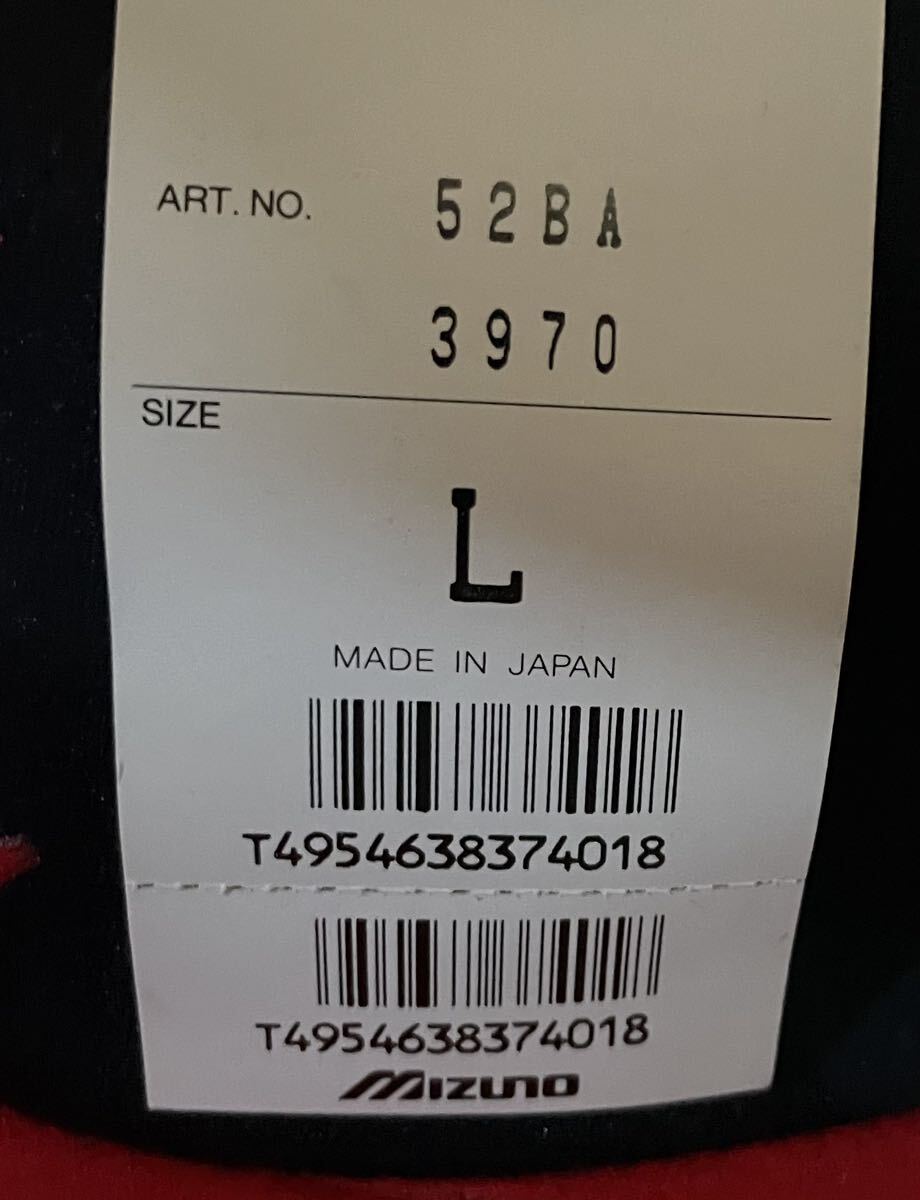 ART. NO. 52BA
3970
SIZE
L
MADE IN JAPAN
T4954638374018
T4954638374018
MIZUNO